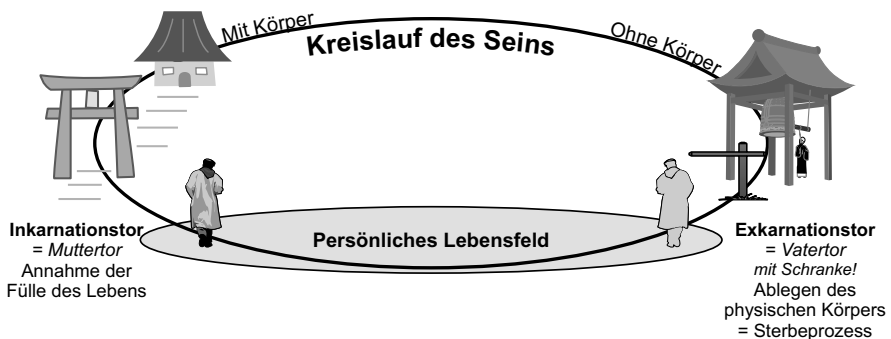 Mit Körper
Kreislauf des Seins
Ohne Körper
Inkarnationstor
= Muttertor
Annahme der
Fülle des Lebens
Persönliches Lebensfeld
Exkarnationstor
= Vatertor
mit Schranke!
Ablegen des
physischen Körpers
= Sterbeprozess